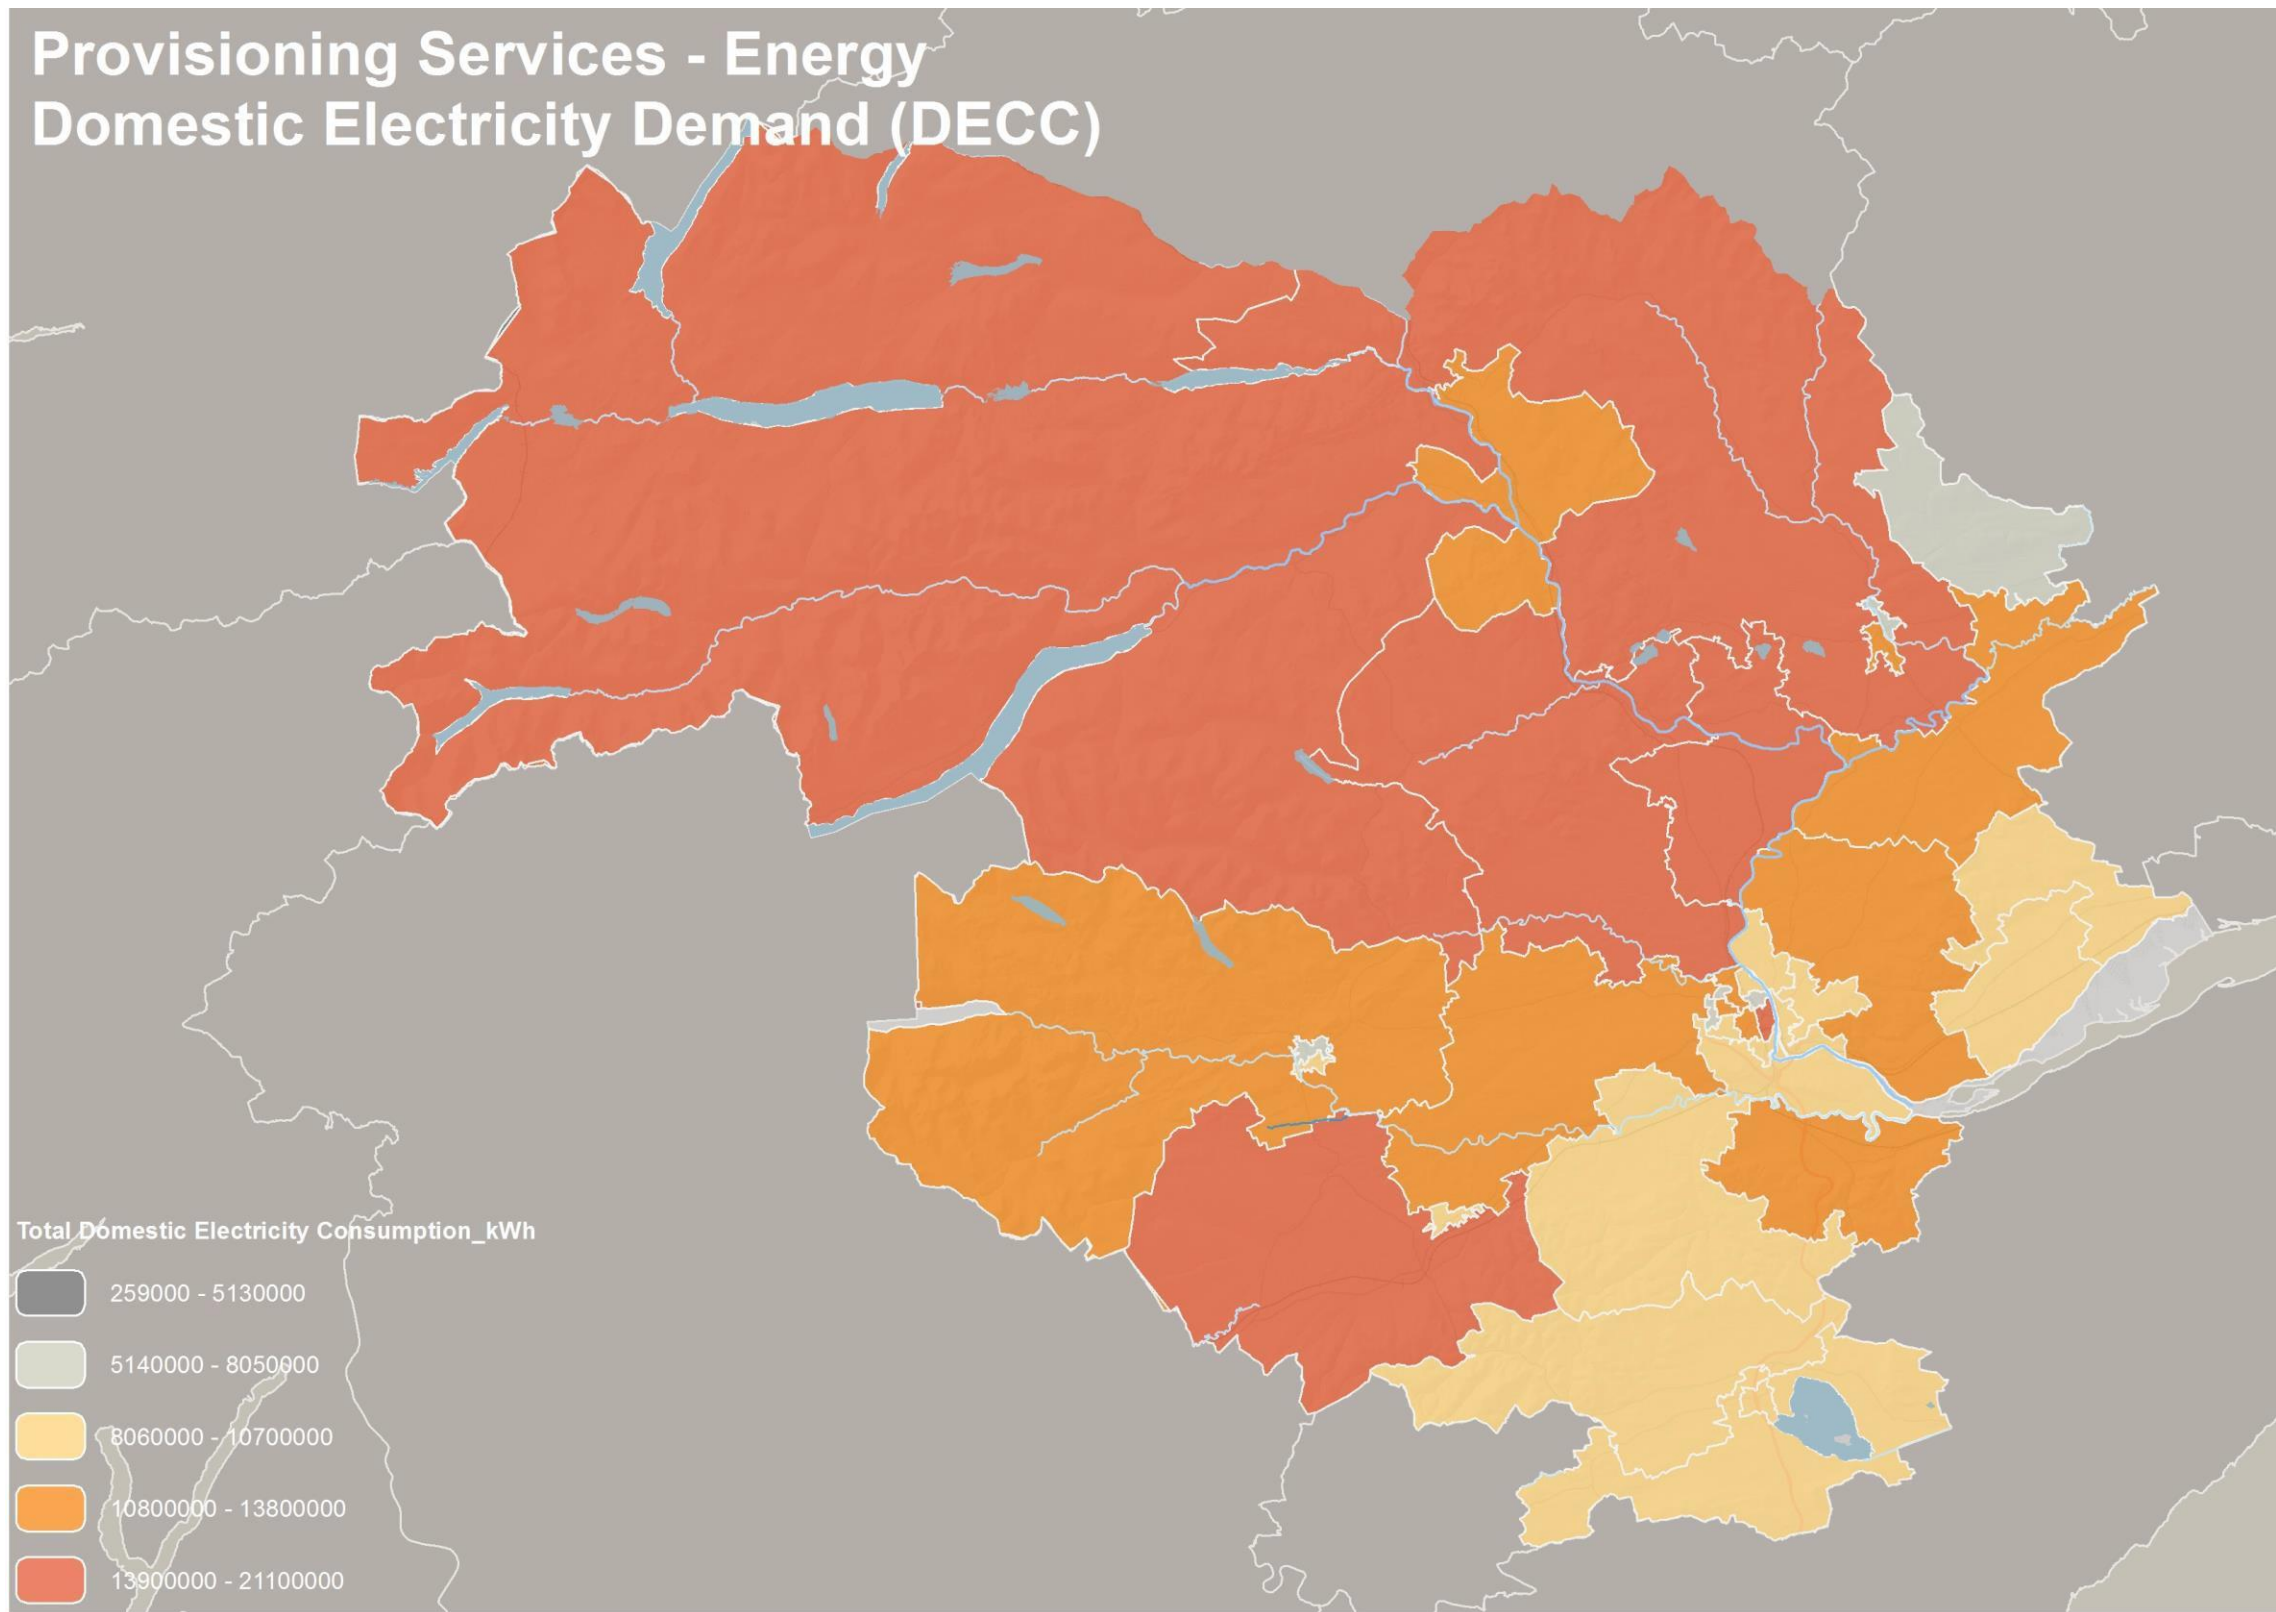 Provisioning Services - Energy
Domestic Electricity Demand (DECC)
Total Domestic Electricity Consumption_kWh
259000 - 5130000
5140000 - 8050000
8060000 - 10700000
10800000 - 13800000
13900000 - 21100000